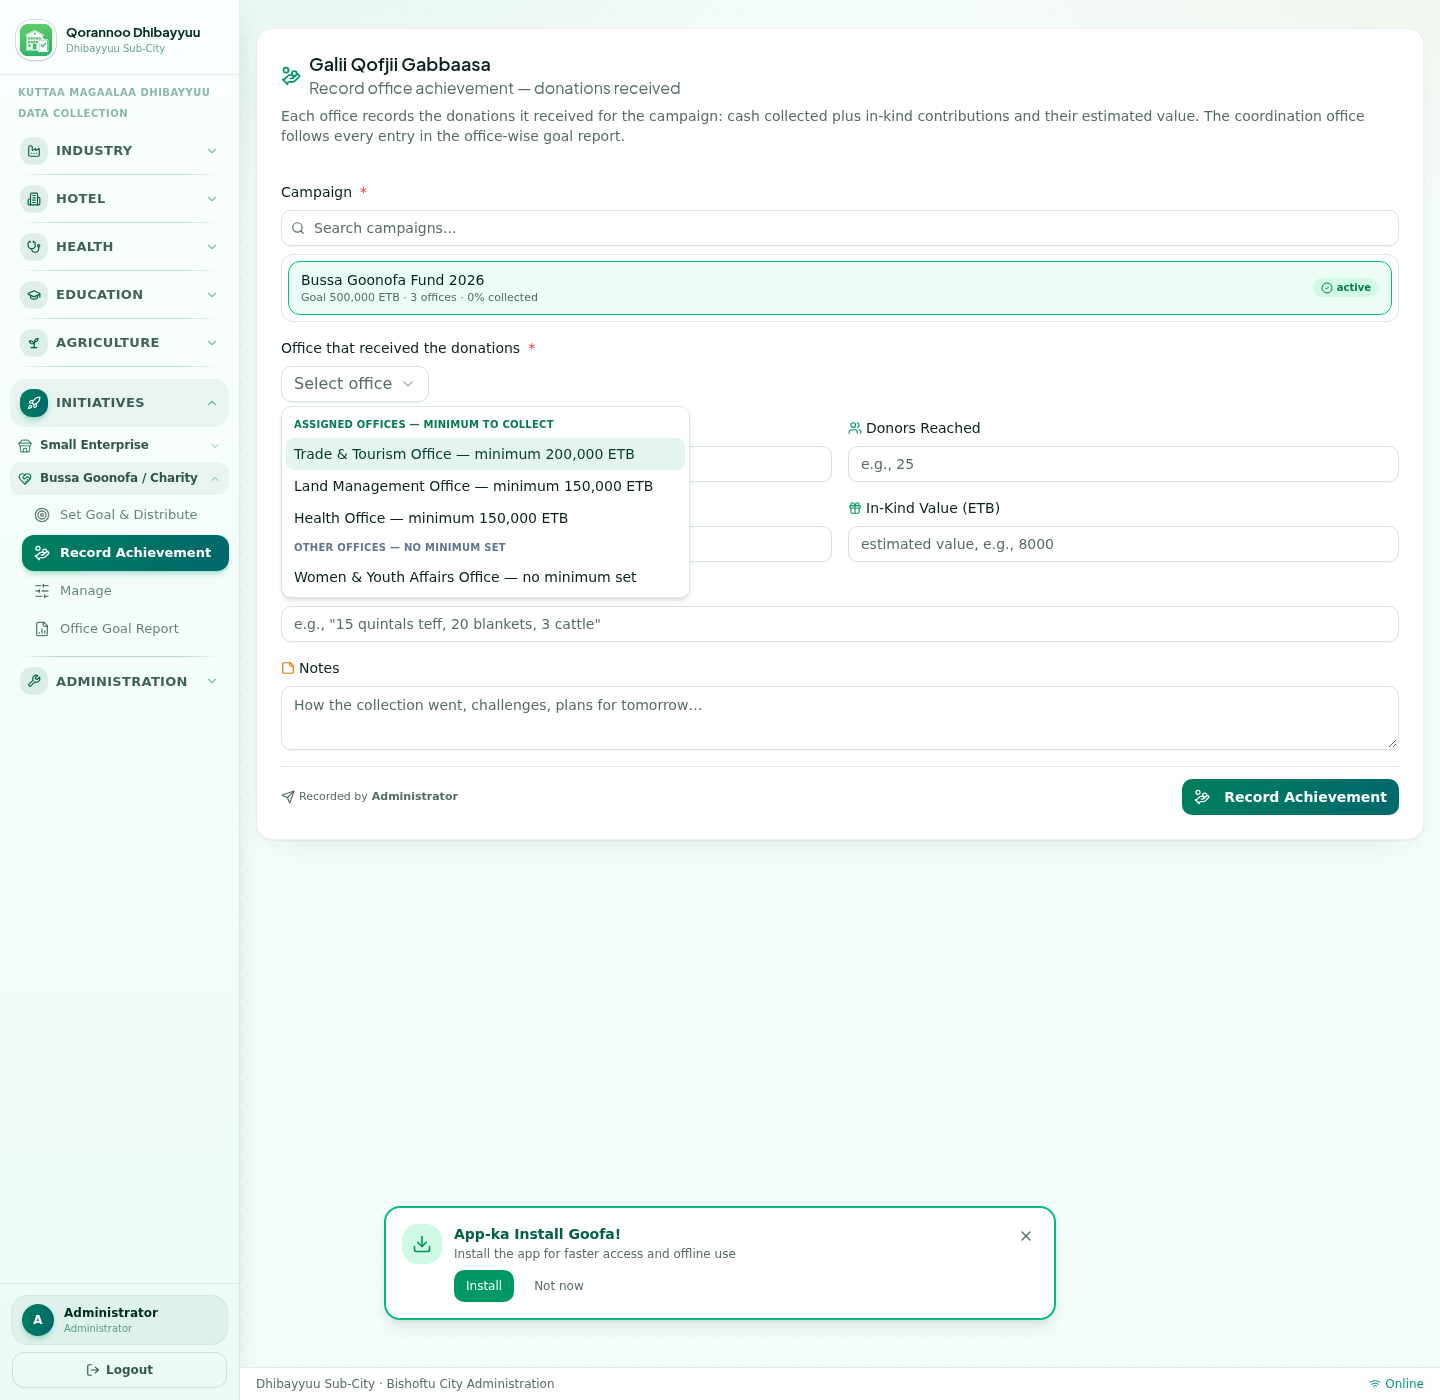 Qorannoo Dhibayyuu
Dhibayyuu Sub-City
KUTTAA MAGAALAA DHIBAYYUU
DATA COLLECTION
INDUSTRY
HOTEL
HEALTH
EDUCATION
AGRICULTURE
INITIATIVES
Small Enterprise
Bussa Goonofa / Charity
Set Goal & Distribute
Record Achievement
Manage
Office Goal Report
ADMINISTRATION
A
Administrator
Administrator
Logout
Galii Qofjii Gabbaasa
Record office achievement — donations received
Each office records the donations it received for the campaign: cash collected plus in-kind contributions and their estimated value. The coordination office
follows every entry in the office-wise goal report.
Campaign *
Search campaigns...
Bussa Goonofa Fund 2026
Goal 500,000 ETB · 3 offices · 0% collected
active
Office that received the donations *
Select office
ASSIGNED OFFICES — MINIMUM TO COLLECT
Trade & Tourism Office — minimum 200,000 ETB
Land Management Office — minimum 150,000 ETB
Health Office — minimum 150,000 ETB
OTHER OFFICES — NO MINIMUM SET
Women & Youth Affairs Office — no minimum set
Donors Reached
e.g., 25
In-Kind Value (ETB)
estimated value, e.g., 8000
e.g., "15 quintals teff, 20 blankets, 3 cattle"
Notes
How the collection went, challenges, plans for tomorrow...
Recorded by Administrator
Record Achievement
App-ka Install Goofa!
Install the app for faster access and offline use
Install
Not now
Dhibayyuu Sub-City · Bishoftu City Administration
Online